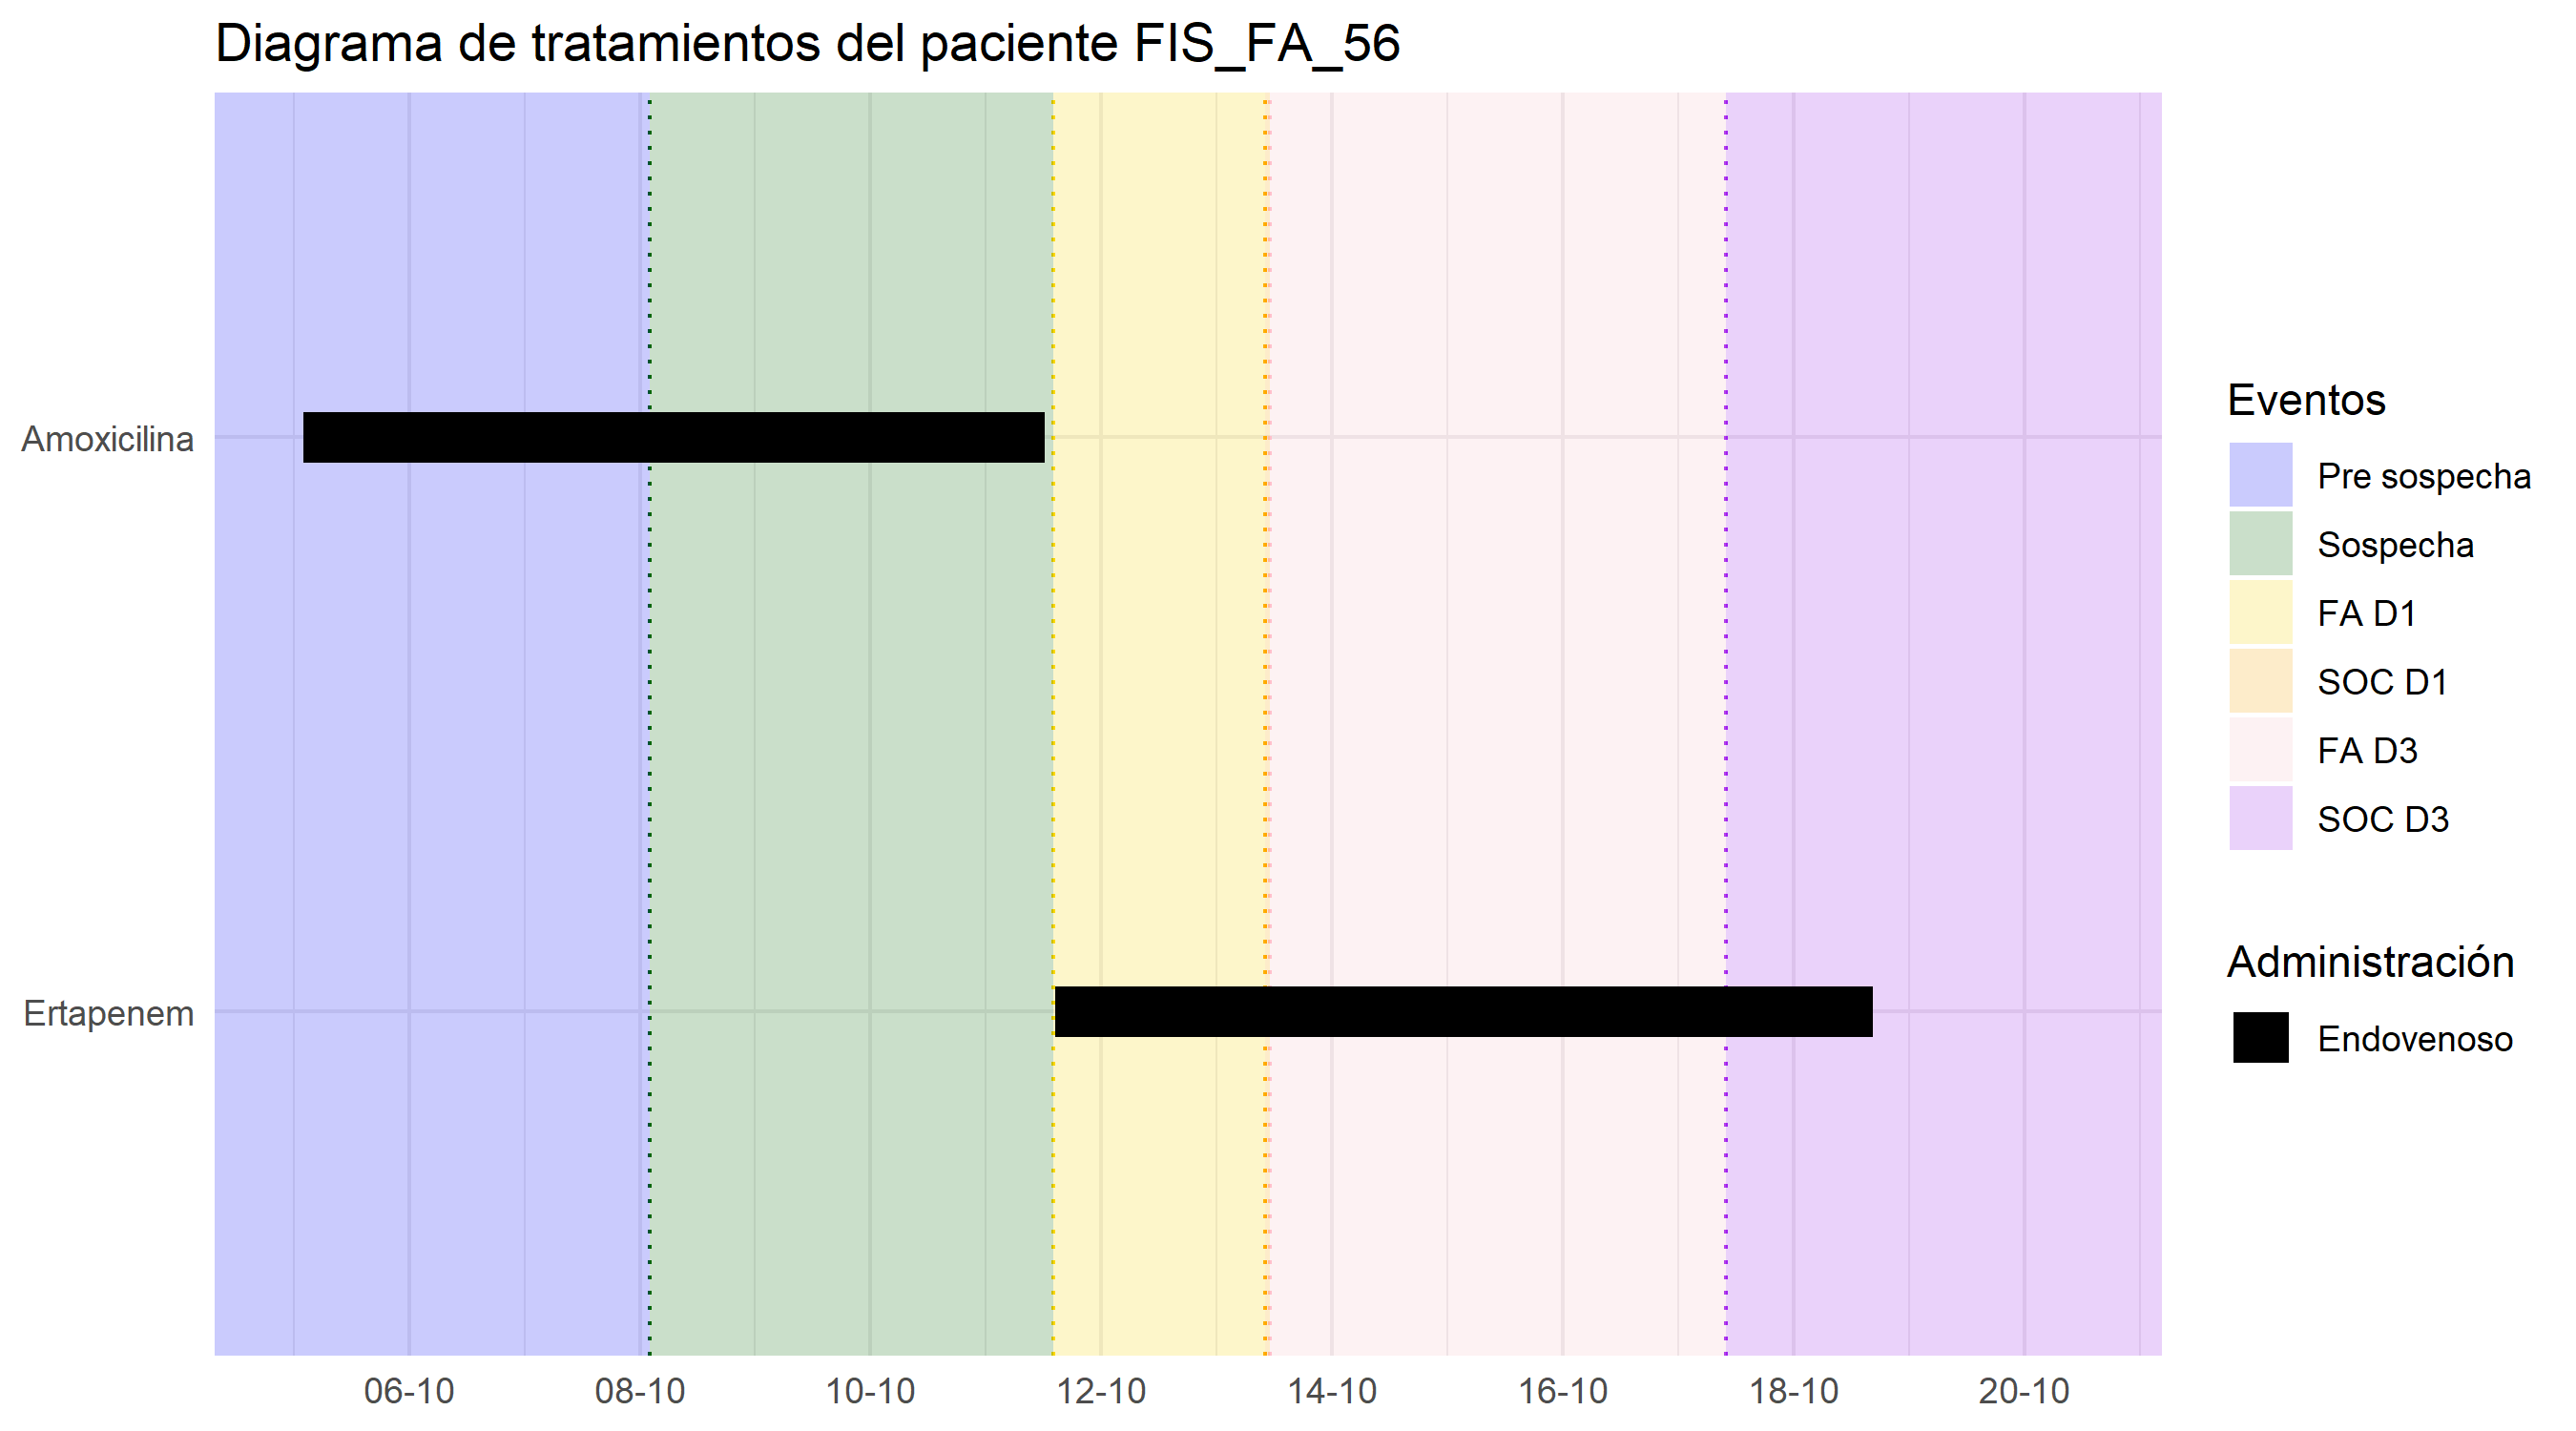 Diagrama de tratamientos del paciente FIS_FA_56
Amoxicilina
Ertapenem
06-10
08-10
10-10
12-10
14-10
16-10
18-10
20-10
Eventos
Pre sospecha
Sospecha
FA D1
SOC D1
FA D3
SOC D3
Administración
Endovenoso